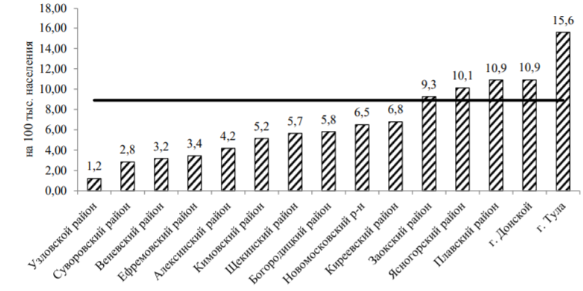 18,00
16,00
14,00
12,00
10,00
8,00
6,00
4,00
2,00
0,00
на 100 тыс. населения
1,2
2,8
3,2
3,4
4,2
5,2
5,7
5,8
6,5
6,8
9,3
10,1
10,9
10,9
15,6
Узловской район
Суворовский район
Веневский район
Ефремовский район
Алексинский район
Кимовский район
Щекинский район
Богородицкий район
Новомосковский р-н
Киреевский район
Заокский район
Ясногорский район
Плавский район
г. Донской
г. Тула